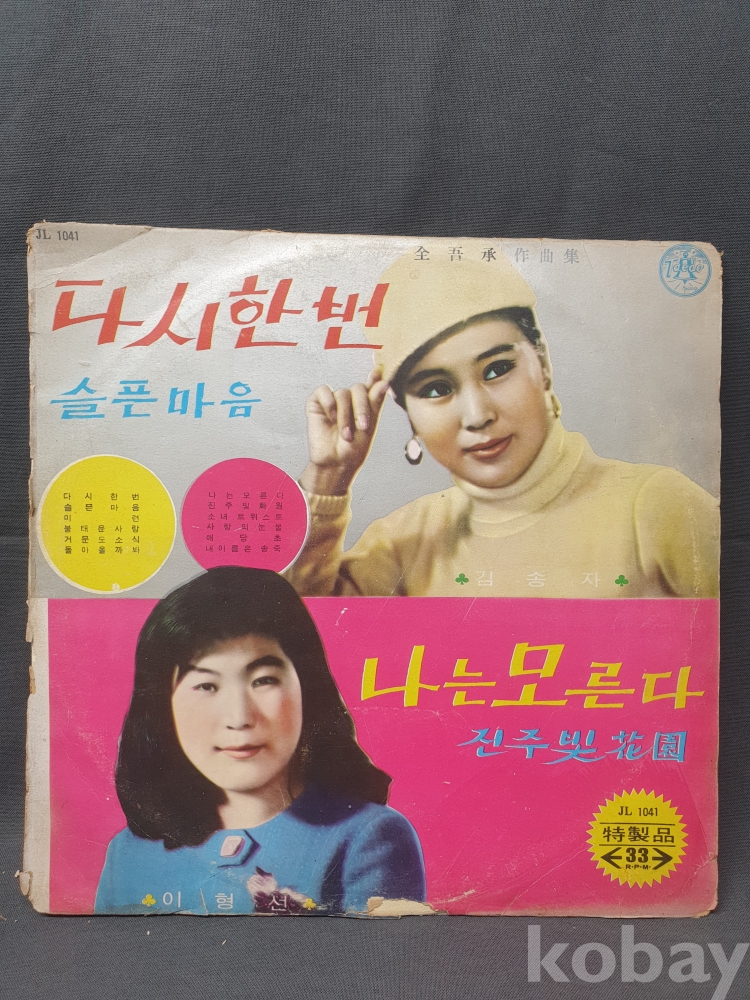 JL 1041
全吾承作曲集
다시한번
슬픈마음
다시한번
슬픈마음
미련
불태운사랑
거문도소식
돌아올까봐
나는모른다
진주빛화원
소녀트위스트
사랑의눈물
애당초
내이름은송죽
♣김송자♣
나는모른다
진주빛花園
JL 1041
特製品
33
R·P·M·
♣이형선♣
kobay